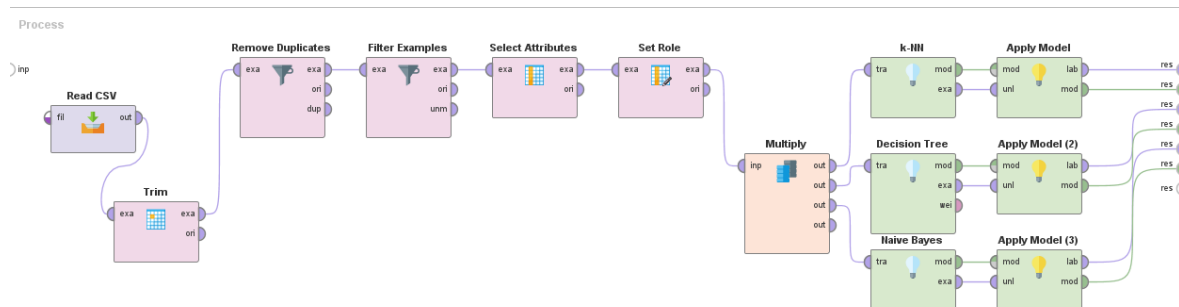 Process
inp
Read CSV
fil out
Trim
exa exa
ori
Remove Duplicates
exa exa
ori
dup
Filter Examples
exa exa
ori
unm
Select Attributes
exa exa
ori
Set Role
exa exa
ori
Multiply
inp out
out
out
out
k-NN
tra mod
exa
Apply Model
mod lab
unl mod
Decision Tree
tra mod
exa
wei
Apply Model (2)
mod lab
unl mod
Naive Bayes
tra mod
exa
Apply Model (3)
mod lab
unl mod
res
res
res
res
res
res
res